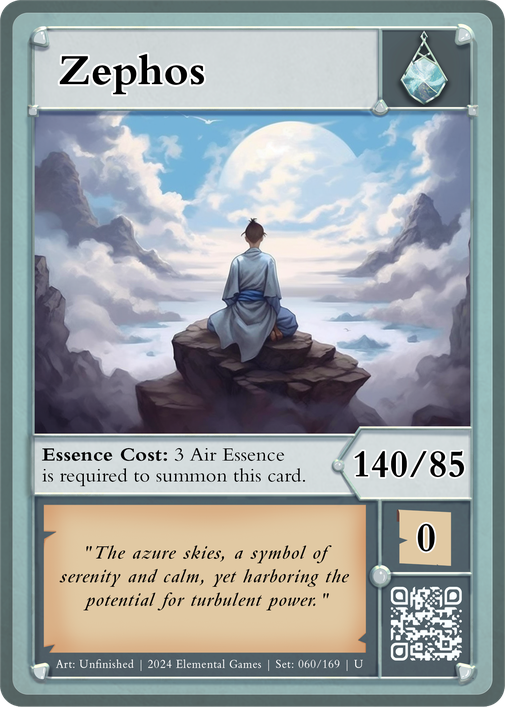 Zephos
Essence Cost: 3 Air Essence
is required to summon this card.
140/85
"The azure skies, a symbol of
serenity and calm, yet harboring the
potential for turbulent power."
0
Art: Unfinished | 2024 Elemental Games | Set: 060/169 | U